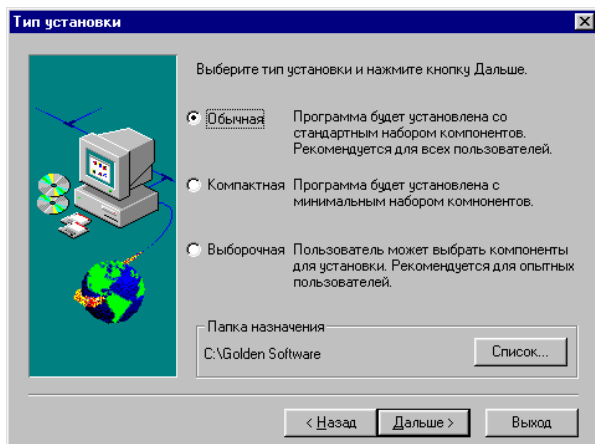 Тип установки
Выберите тип установки и нажмите кнопку Дальше.
Обычная
Программа будет установлена со
стандартным набором компонентов.
Рекомендуется для всех пользователей.
Компактная
Программа будет установлена с
минимальным набором комнонентов.
Выборочная
Пользователь может выбрать компоненты
для установки. Рекомендуется для опытных
пользователей.
Папка назначения
C:\Golden Software
Список...
< Назад
Дальше >
Выход